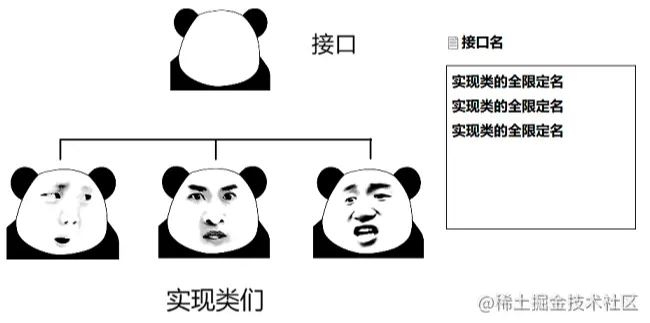 接口
接口名
实现类的全限定名
实现类的全限定名
实现类的全限定名
实现类们
@稀土掘金技术社区